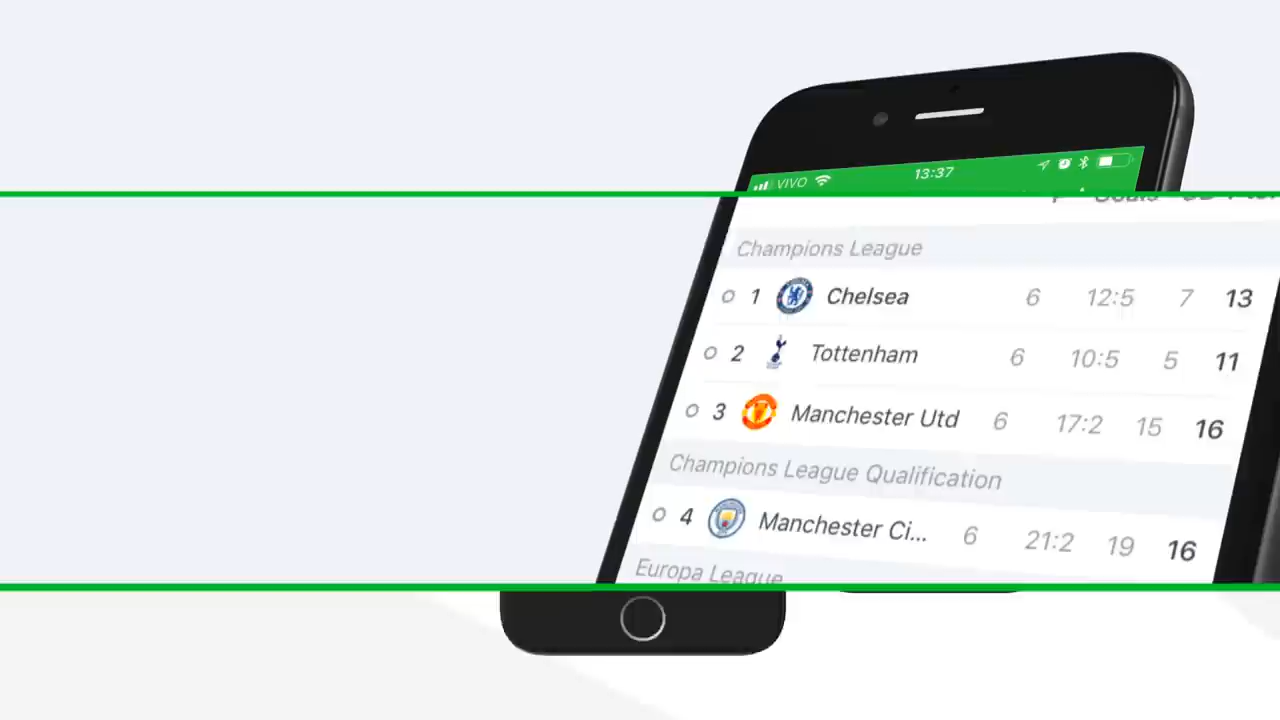 VIVO 13:37
Champions League
1 Chelsea 6 12:5 7 13
2 Tottenham 6 10:5 5 11
3 Manchester Utd 6 17:2 15 16
Champions League Qualification
4 Manchester Ci... 6 21:2 19 16
Europa League